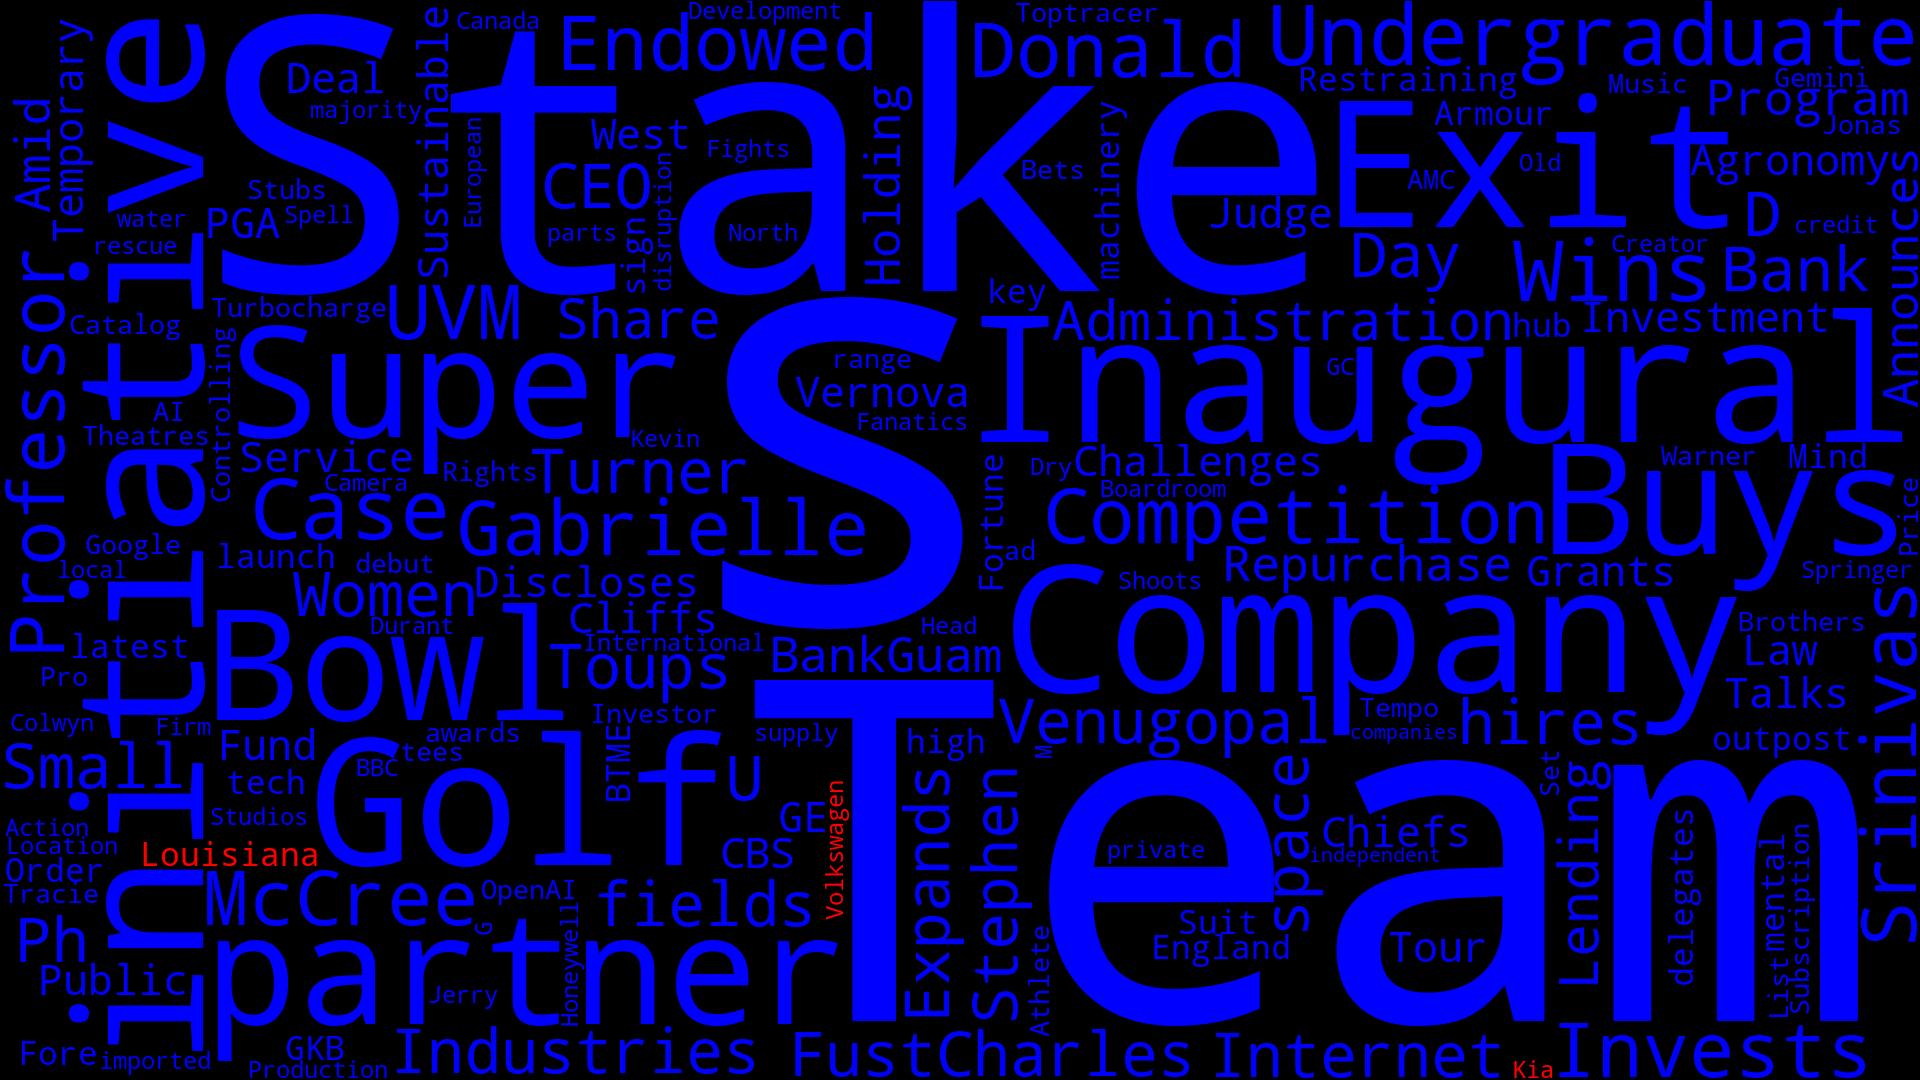 Stake
S
Team
initiative
Inaugural
Company
Exit
Super
Bowl
Golf
partner
Buys
Endowed
Donald
Undergraduate
Canada
Development
Toptracer
Deal
majority
Sustainable
European
West
Fights
CEO
parts
sign
disruption
North
Holding
Bets
machinery
Restraining
Music
Gemini
Program
Jonas
Armour
AMC
Old
Agronomys
Announces
Judge
D
credit
Day
Wins
Creator
Bank
Amid
Temporary
Professor
water
rescue
Stubs
Spell
PGA
Turbocharge
UVM
Share
key
Administration
hub
Investment
Catalog
Controlling
AI
Theatres
range
Vernova
Fanatics
GC
Kevin
Service
Camera
Rights
Turner
Case
Gabrielle
Fortune
Dry
Challenges
Boardroom
Competition
Warner
Mind
Price
Google
local
launch
debut
ad
Shoots
Repurchase
Grants
Springer
Women
Discloses
Durant
Cliffs
International
Toups
Head
BankGuam
Brothers
Law
Talks
latest
Pro
Colwyn
Firm
Investor
Srinivas
Small
Fund
awards
tees
BBC
tech
BTME
supply
high
Venugopal
M
Tempo
companies
hires
outpost
Studios
U
GE
CBS
Volkswagen
Expands
Stephen
space
private
Chiefs
independent
Set
Lending
delegates
Listmental
Subscription
Action
Location
Louisiana
Order
Tracie
McCree
OpenAI
G
fields
Suit
England
Tour
Ph
Public
Jerry
Honeywell
Athlete
Fore
imported
GKB
Production
Industries
FustCharles
Internet
Kia
Invests